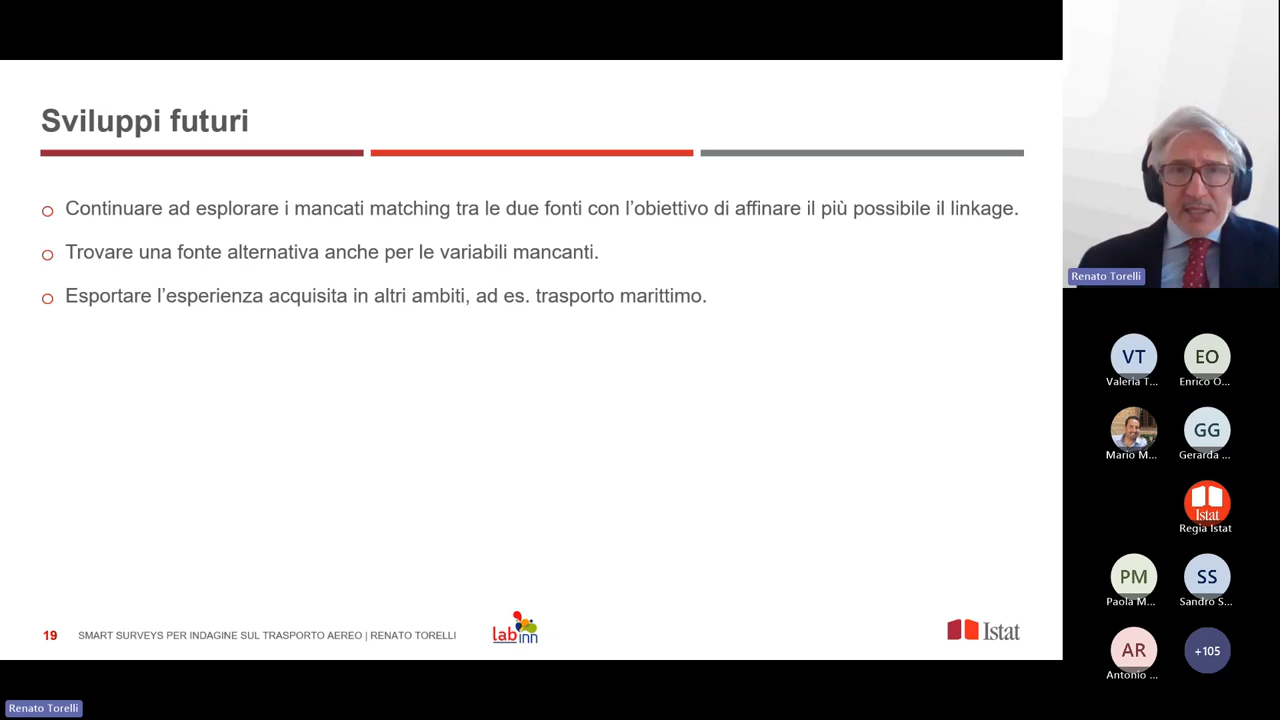 Sviluppi futuri
Continuare ad esplorare i mancati matching tra le due fonti con l’obiettivo di affinare il più possibile il linkage.
Trovare una fonte alternativa anche per le variabili mancanti.
Esportare l’esperienza acquisita in altri ambiti, ad es. trasporto marittimo.
19 SMART SURVEYS PER INDAGINE SUL TRASPORTO AEREO | RENATO TORELLI
lab inn
Istat
Renato Torelli
VT
Valeria T...
EO
Enrico O...
Mario M...
GG
Gerarda ...
Istat
Regia Istat
PM
Paola M...
SS
Sandro S...
AR
Antonio ...
+105
Renato Torelli